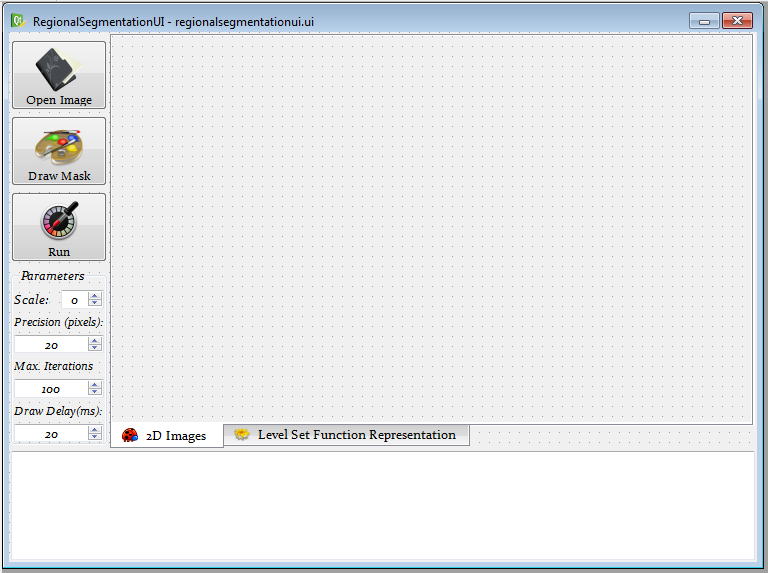 RegionalSegmentationUI - regionalsegmentationui.ui
Open Image
Draw Mask
Run
Parameters
Scale: 0
Precision (pixels):
20
Max. Iterations
100
Draw Delay(ms):
20
2D Images
Level Set Function Representation